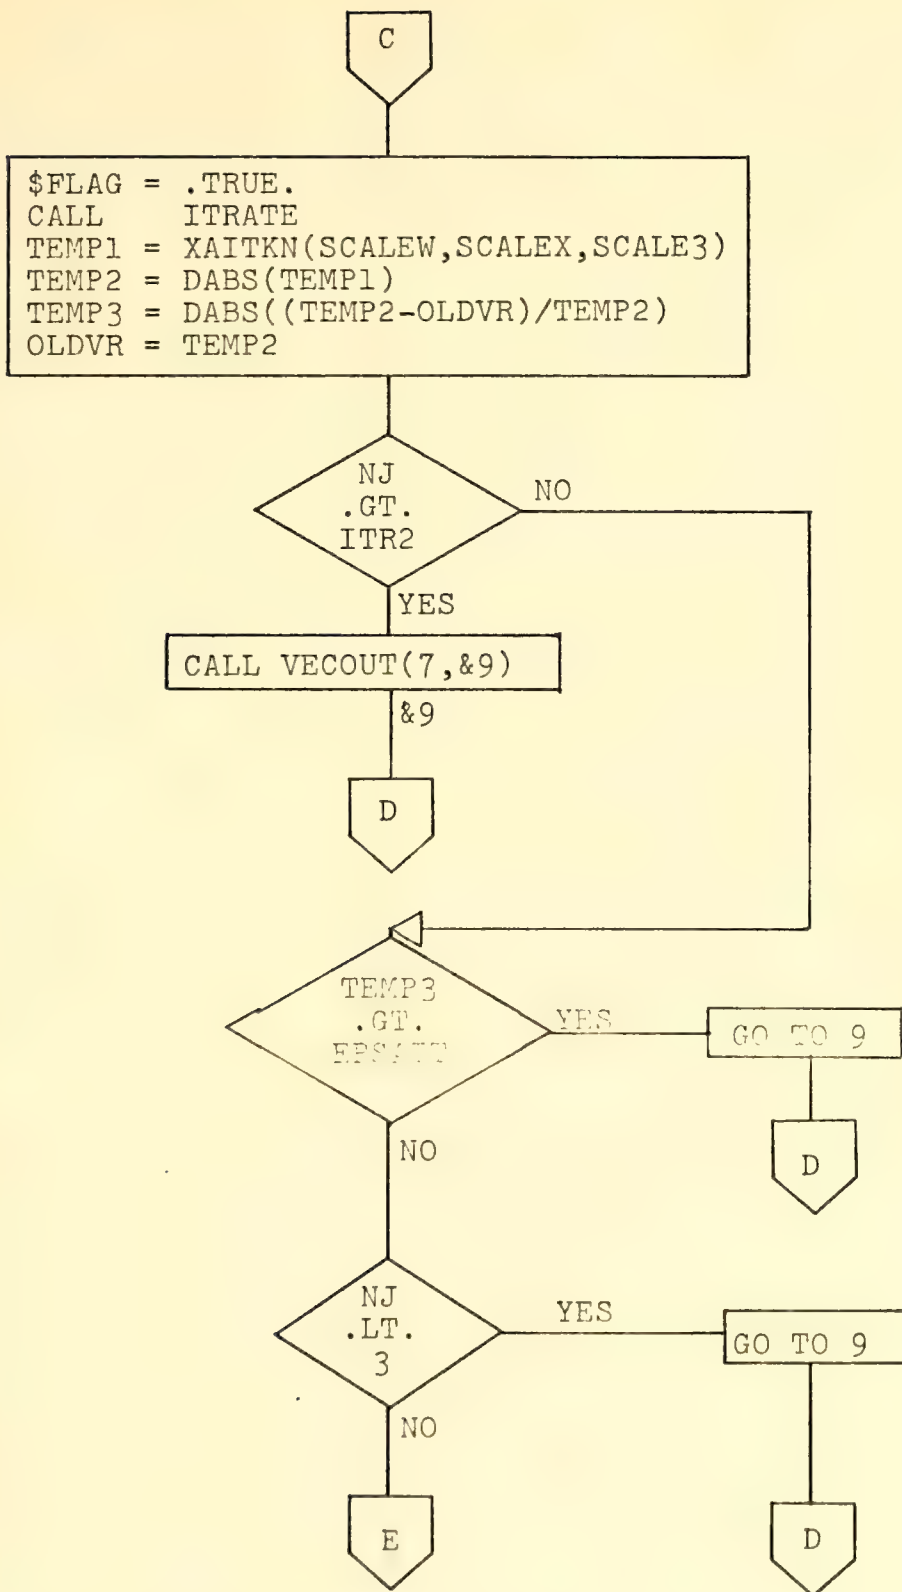 C
$FLAG = .TRUE.
CALL ITRATE
TEMP1 = XAITKN(SCALEW,SCALEX,SCALE3)
TEMP2 = DABS(TEMP1)
TEMP3 = DABS((TEMP2-OLDVR)/TEMP2)
OLDVR = TEMP2
NJ
.GT.
ITR2
NO
YES
CALL VECOUT(7,&9)
&9
D
TEMP3
.GT.
YES
GO TO 9
D
NO
NJ
.LT.
3
YES
GO TO 9
NO
E
D